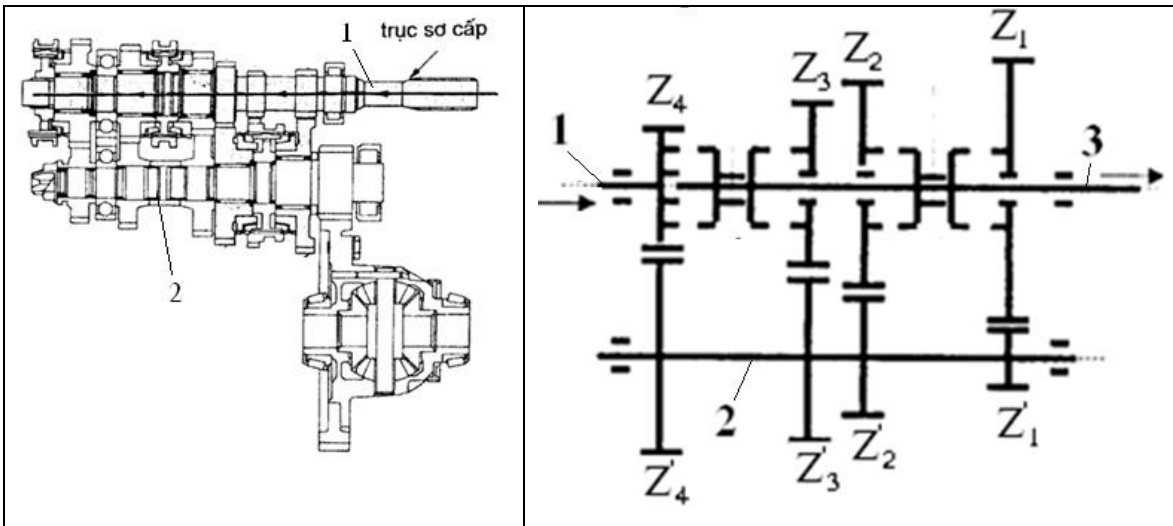 1 trục sơ cấp
2
Z₁
Z₂
Z₃
Z₄
1
3
2
Z'₁
Z'₂
Z'₃
Z'₄